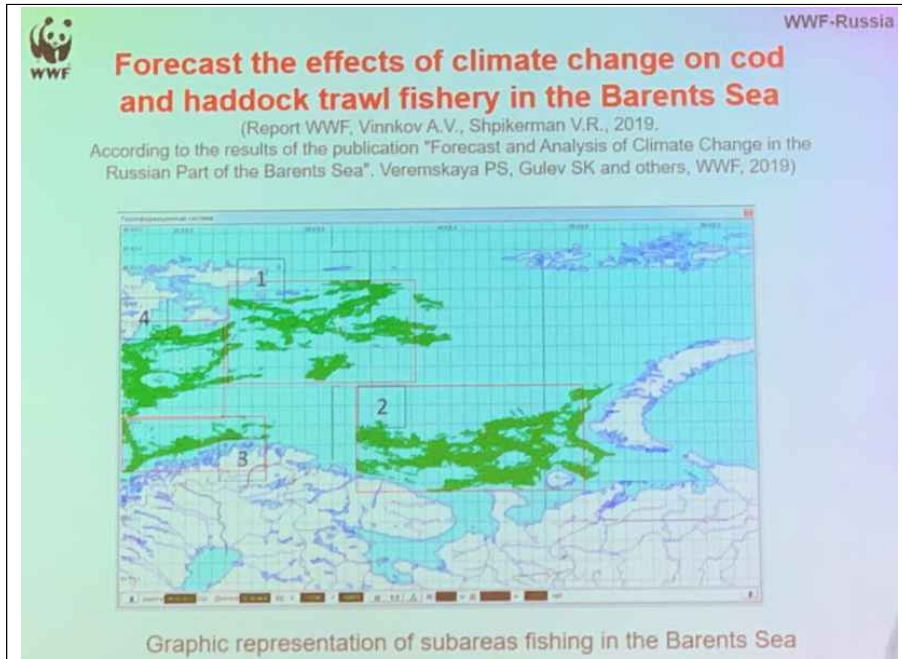 WWF-Russia
WWF
Forecast the effects of climate change on cod
and haddock trawl fishery in the Barents Sea
(Report WWF, Vinnkov A.V., Shpikerman V.R., 2019.
According to the results of the publication "Forecast and Analysis of Climate Change in the
Russian Part of the Barents Sea". Veremskaya PS, Gulev SK and others, WWF, 2019)
1
4
2
3
Graphic representation of subareas fishing in the Barents Sea